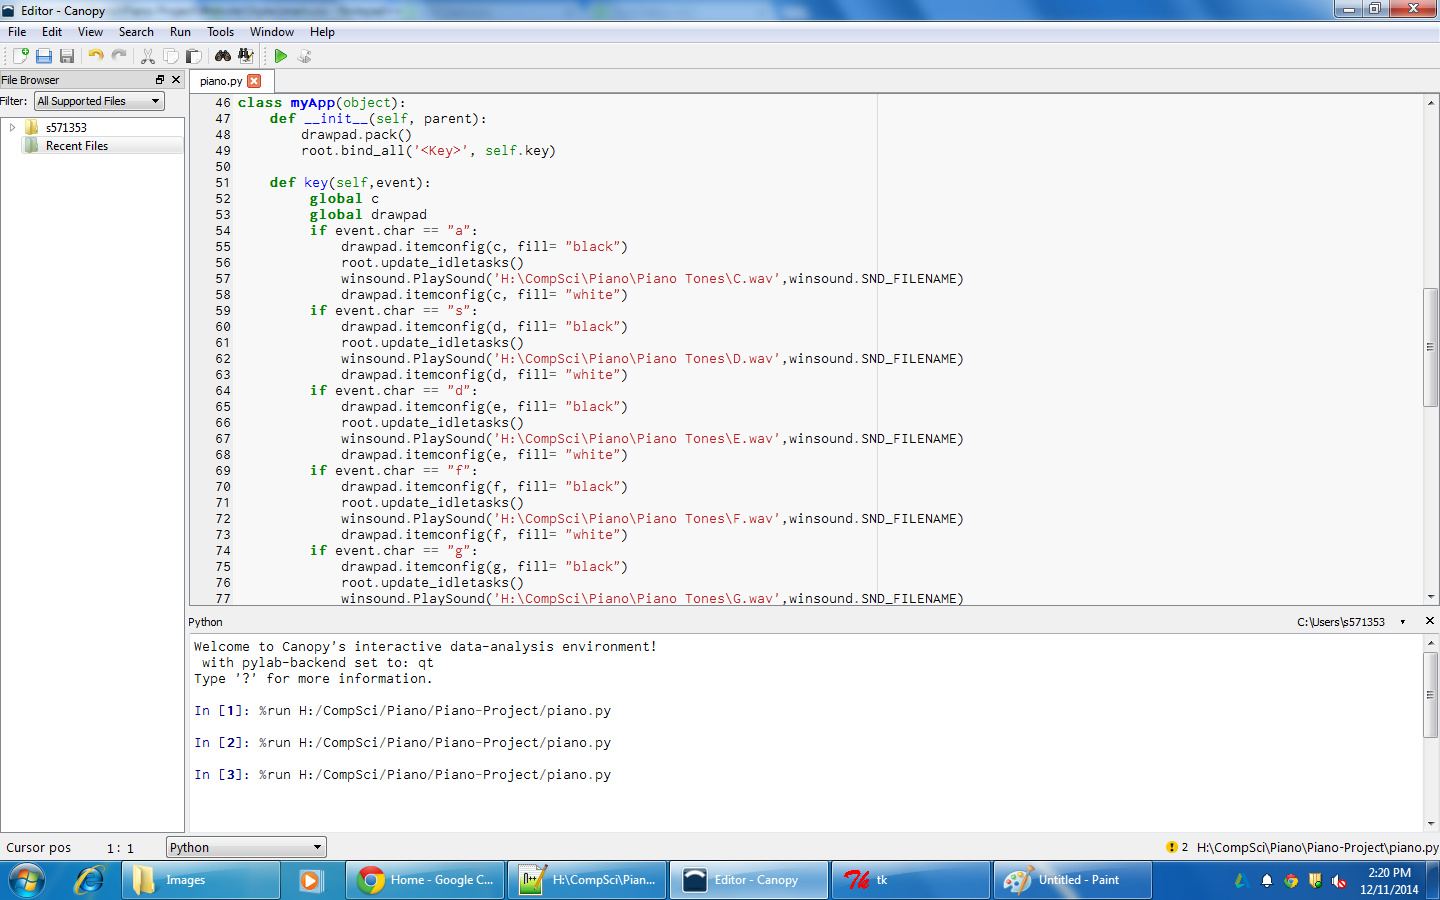 Editor - Canopy
File Edit View Search Run Tools Window Help
File Browser
piano.py
Filter: All Supported Files
s571353
Recent Files
46 class myApp(object):
47 def __init__(self, parent):
48 drawpad.pack()
49 root.bind_all('<Key>', self.key)
50
51 def key(self,event):
52 global c
53 global drawpad
54 if event.char == "a":
55 drawpad.itemconfig(c, fill= "black")
56 root.update_idletasks()
57 winsound.PlaySound('H:\CompSci\Piano\Piano Tones\C.wav',winsound.SND_FILENAME)
58 drawpad.itemconfig(c, fill= "white")
59 if event.char == "s":
60 drawpad.itemconfig(d, fill= "black")
61 root.update_idletasks()
62 winsound.PlaySound('H:\CompSci\Piano\Piano Tones\D.wav',winsound.SND_FILENAME)
63 drawpad.itemconfig(d, fill= "white")
64 if event.char == "d":
65 drawpad.itemconfig(e, fill= "black")
66 root.update_idletasks()
67 winsound.PlaySound('H:\CompSci\Piano\Piano Tones\E.wav',winsound.SND_FILENAME)
68 drawpad.itemconfig(e, fill= "white")
69 if event.char == "f":
70 drawpad.itemconfig(f, fill= "black")
71 root.update_idletasks()
72 winsound.PlaySound('H:\CompSci\Piano\Piano Tones\F.wav',winsound.SND_FILENAME)
73 drawpad.itemconfig(f, fill= "white")
74 if event.char == "g":
75 drawpad.itemconfig(g, fill= "black")
76 root.update_idletasks()
77 winsound.PlaySound('H:\CompSci\Piano\Piano Tones\G.wav',winsound.SND_FILENAME)
Python C:\Users\s571353
Welcome to Canopy's interactive data-analysis environment!
with pylab-backend set to: qt
Type '?' for more information.
In [1]: %run H:/CompSci/Piano/Piano-Project/piano.py
In [2]: %run H:/CompSci/Piano/Piano-Project/piano.py
In [3]: %run H:/CompSci/Piano/Piano-Project/piano.py
Cursor pos 1 : 1 Python 2 H:\CompSci\Piano\Piano-Project\piano.py
Images Home - Google C... H:\CompSci\Pian... Editor - Canopy Tk tk Untitled - Paint 2:20 PM
12/11/2014